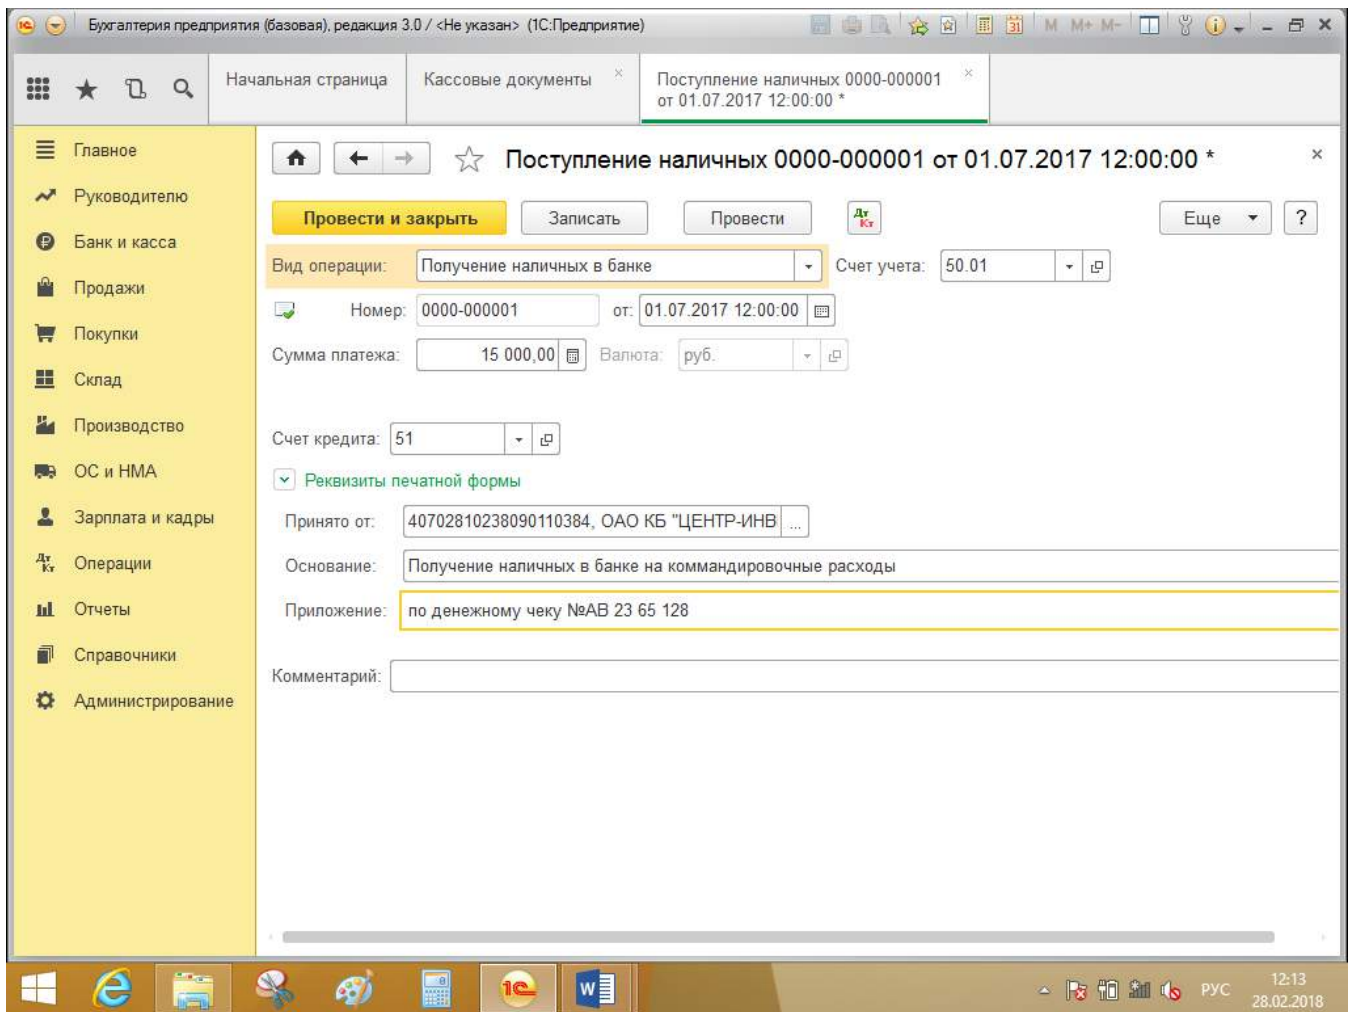 Бухгалтерия предприятия (базовая), редакция 3.0 / <Не указан> (1С:Предприятие)
M M+ M-
Начальная страница
Кассовые документы
Поступление наличных 0000-000001
от 01.07.2017 12:00:00 *
Главное
Руководителю
Банк и касса
Продажи
Покупки
Склад
Производство
ОС и НМА
Зарплата и кадры
Операции
Отчеты
Справочники
Администрирование
Поступление наличных 0000-000001 от 01.07.2017 12:00:00 *
Провести и закрыть Записать Провести Дт Кт Еще ?
Вид операции: Получение наличных в банке Счет учета: 50.01
Номер: 0000-000001 от: 01.07.2017 12:00:00
Сумма платежа: 15 000,00 Валюта: руб.
Счет кредита: 51
Реквизиты печатной формы
Принято от: 40702810238090110384, ОАО КБ "ЦЕНТР-ИНВ ...
Основание: Получение наличных в банке на коммандировочные расходы
Приложение: по денежному чеку №АВ 23 65 128
Комментарий:
РУС
12:13
28.02.2018